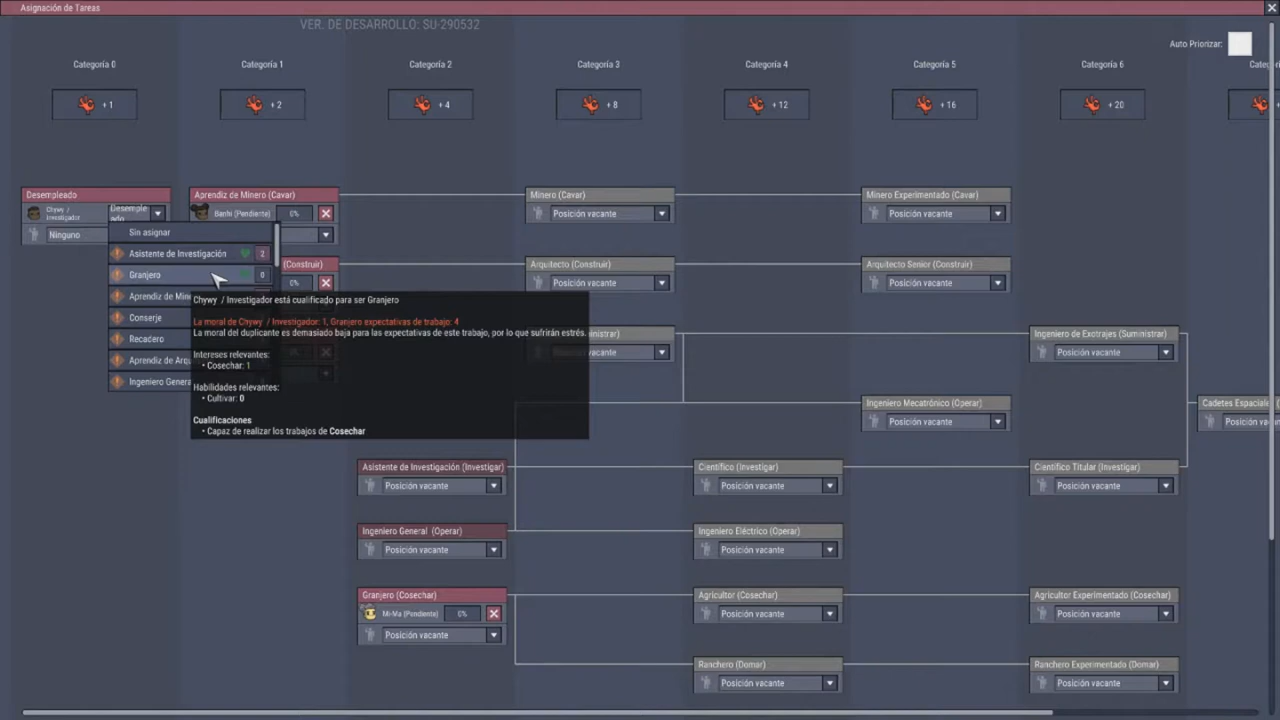 Asignación de Tareas
VER. DE DESARROLLO: SU-290532
Auto Priorizar:
Categoría 0
Categoría 1
Categoría 2
Categoría 3
Categoría 4
Categoría 5
Categoría 6
+ 1
+ 2
+ 4
+ 8
+ 12
+ 16
+ 20
Desempleado
Aprendiz de Minero (Cavar)
Minero (Cavar)
Minero Experimentado (Cavar)
Chywy / Investigador
Desempleado
Banhi (Pendiente)
0%
Posición vacante
Posición vacante
Ninguno
Sin asignar
Asistente de Investigación
2
Granjero
0
Conserje
Recadero
(Construir)
0%
Arquitecto (Construir)
Posición vacante
Arquitecto Senior (Construir)
Posición vacante
Chywy / Investigador está cualificado para ser Granjero
La moral de Chywy / Investigador: 1, Granjero expectativas de trabajo: 4
La moral del duplicante es demasiado baja para las expectativas de este trabajo, por lo que sufrirán estrés.
Intereses relevantes:
• Cosechar: 1
Habilidades relevantes:
• Cultivar: 0
Cualificaciones
• Capaz de realizar los trabajos de Cosechar
Ingeniero de Exotrajes (Suministrar)
Posición vacante
Ingeniero Mecatrónico (Operar)
Posición vacante
Cadetes Espaciale
Posición vacant
Asistente de Investigación (Investigar)
Posición vacante
Científico (Investigar)
Posición vacante
Científico Titular (Investigar)
Posición vacante
Ingeniero General (Operar)
Posición vacante
Ingeniero Eléctrico (Operar)
Posición vacante
Granjero (Cosechar)
Mi-Ma (Pendiente)
0%
Posición vacante
Agricultor (Cosechar)
Posición vacante
Agricultor Experimentado (Cosechar)
Posición vacante
Ranchero (Domar)
Posición vacante
Ranchero Experimentado (Domar)
Posición vacante